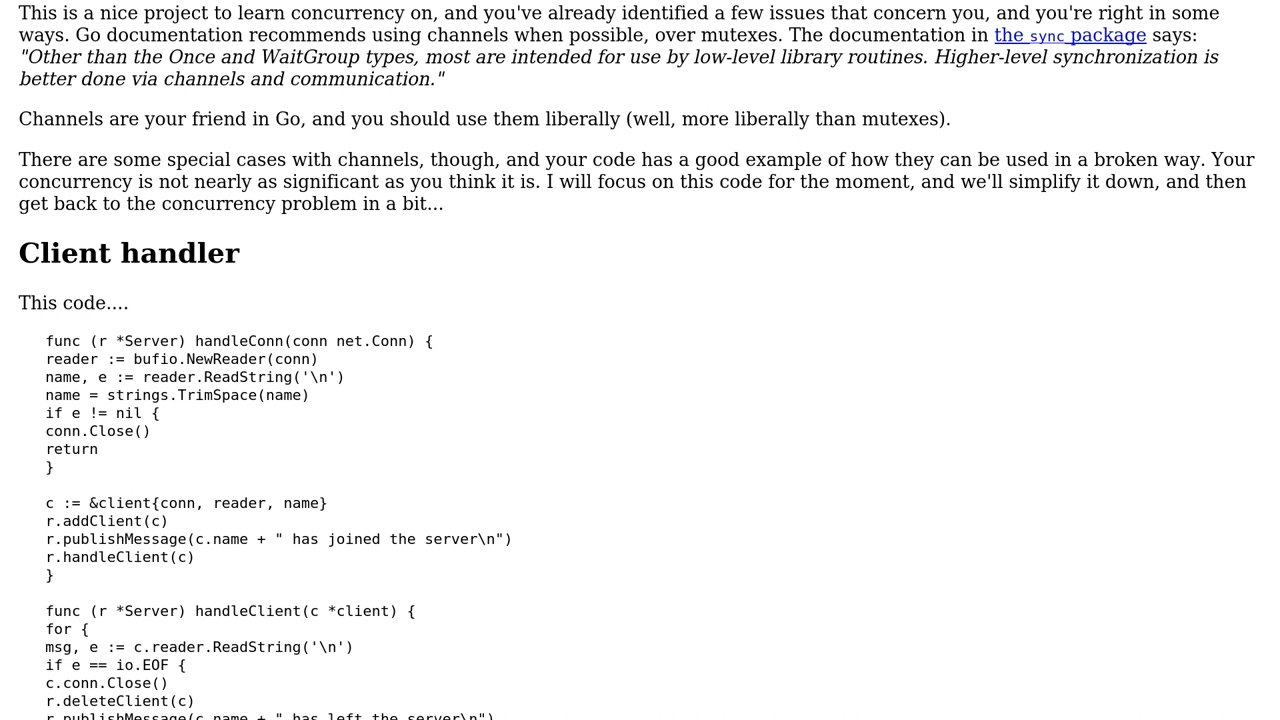 This is a nice project to learn concurrency on, and you've already identified a few issues that concern you, and you're right in some
ways. Go documentation recommends using channels when possible, over mutexes. The documentation in the sync package says:
"Other than the Once and WaitGroup types, most are intended for use by low-level library routines. Higher-level synchronization is
better done via channels and communication."
Channels are your friend in Go, and you should use them liberally (well, more liberally than mutexes).
There are some special cases with channels, though, and your code has a good example of how they can be used in a broken way. Your
concurrency is not nearly as significant as you think it is. I will focus on this code for the moment, and we'll simplify it down, and then
get back to the concurrency problem in a bit...
Client handler
This code....
func (r *Server) handleConn(conn net.Conn) {
reader := bufio.NewReader(conn)
name, e := reader.ReadString('\n')
name = strings.TrimSpace(name)
if e != nil {
conn.Close()
return
}
c := &client{conn, reader, name}
r.addClient(c)
r.publishMessage(c.name + " has joined the server\n")
r.handleClient(c)
}
func (r *Server) handleClient(c *client) {
for {
msg, e := c.reader.ReadString('\n')
if e == io.EOF {
c.conn.Close()
r.deleteClient(c)
r.publishMessage(c.name + " has left the server\n")